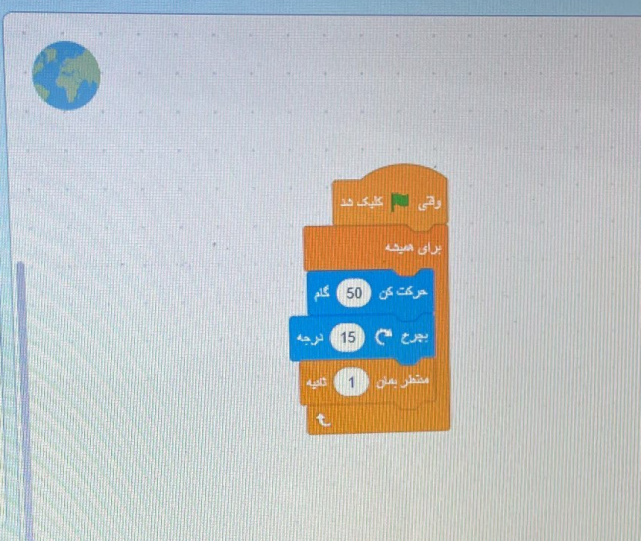 وقتی کلیک شد
برای همیشه
حرکت کن 50 گام
بچرخ 15 درجه
منتظر بمان 1 ثانیه